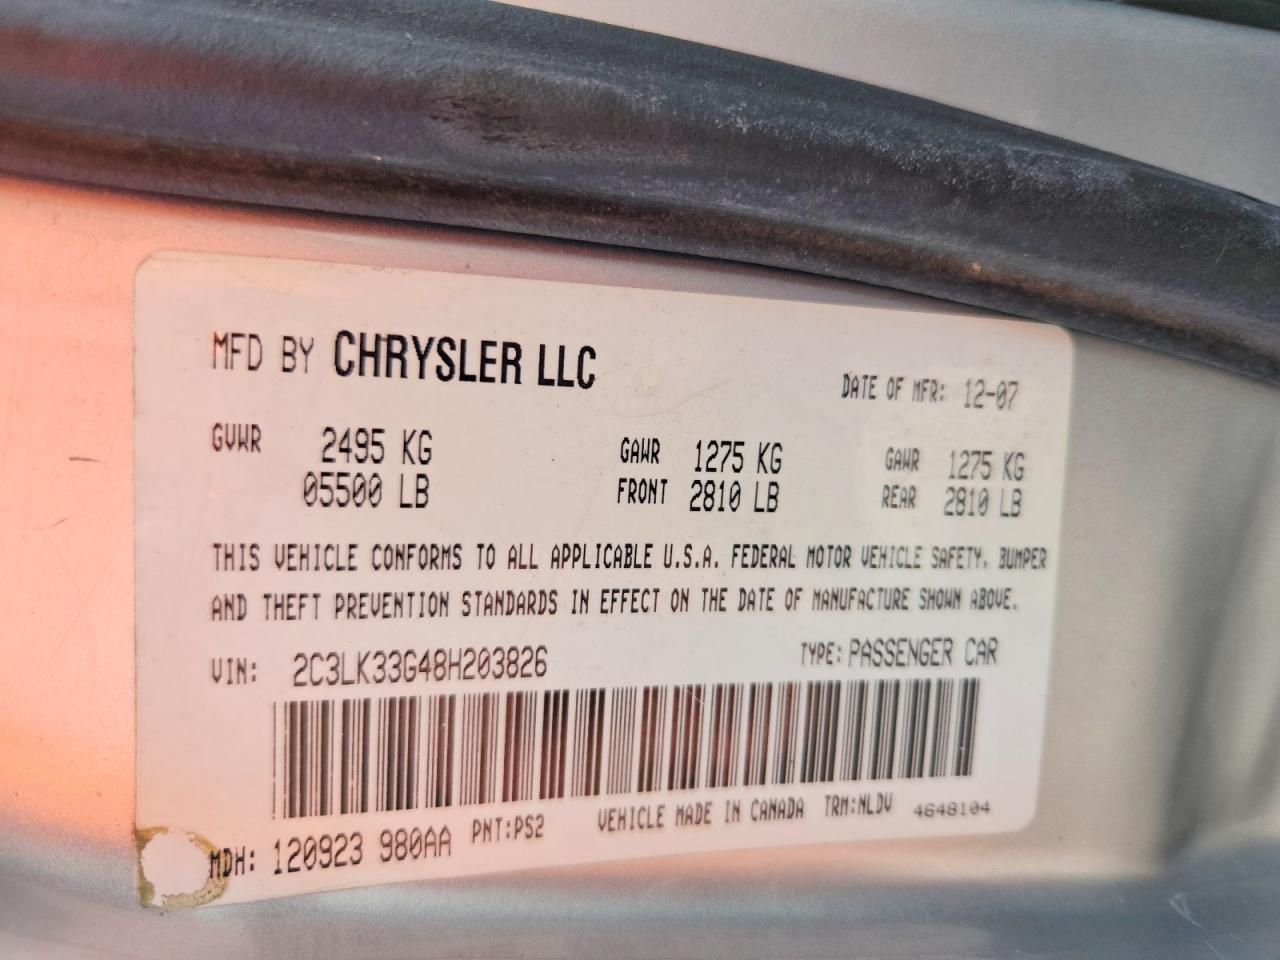 MFD BY CHRYSLER LLC
DATE OF MFR: 12-07
GVWR 2495 KG GAWR 1275 KG GAWR 1275 KG
05500 LB FRONT 2810 LB REAR 2810 LB
THIS VEHICLE CONFORMS TO ALL APPLICABLE U.S.A. FEDERAL MOTOR VEHICLE SAFETY, BUMPER
AND THEFT PREVENTION STANDARDS IN EFFECT ON THE DATE OF MANUFACTURE SHOWN ABOVE.
VIN: 2C3LK33G48H203826 TYPE: PASSENGER CAR
MDH: 120923 980AA PNT:PS2 VEHICLE MADE IN CANADA TRM:NLDV 4648104